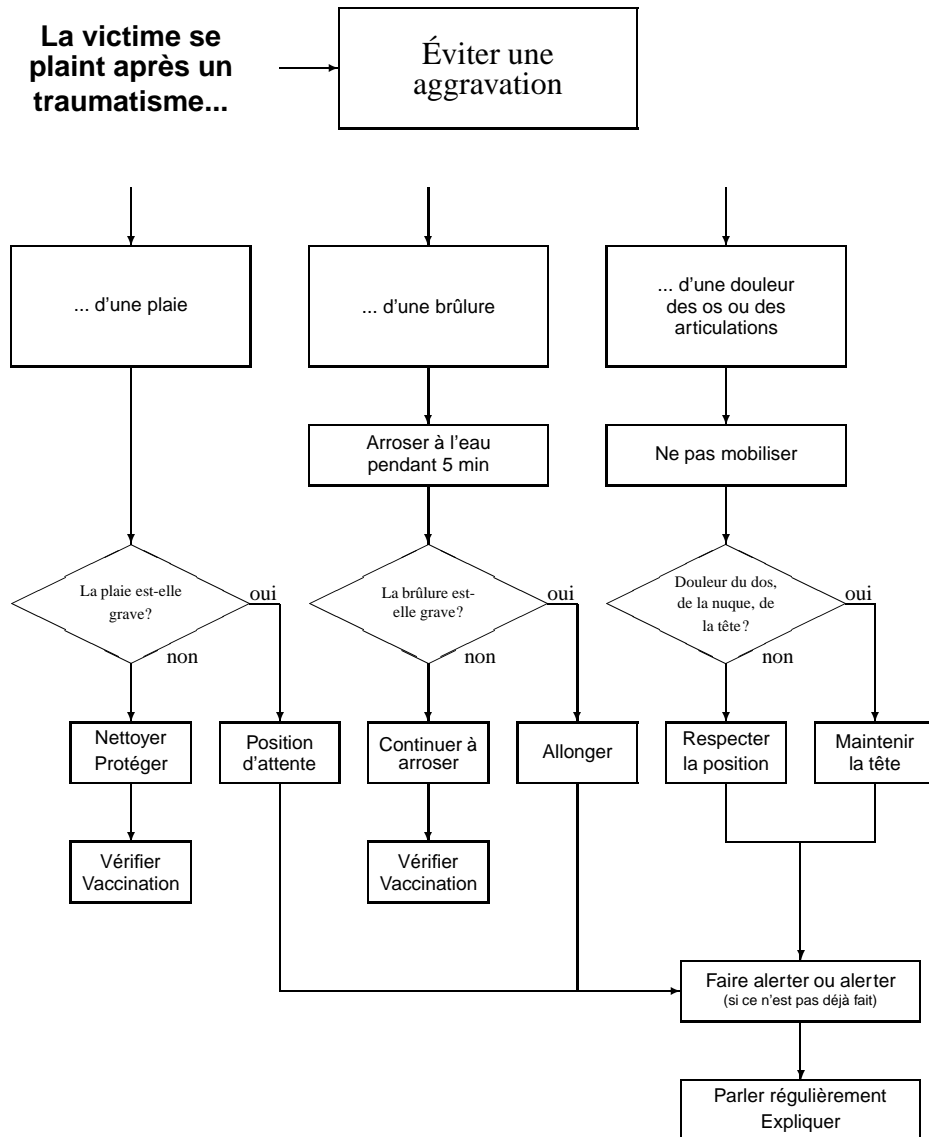 La victime se
plaint après un
traumatisme...
Éviter une
aggravation
... d'une plaie
... d'une brûlure
... d'une douleur
des os ou des
articulations
Arroser à l'eau
pendant 5 min
Ne pas mobiliser
La plaie est-elle
grave?
oui
non
La brûlure est-
elle grave?
oui
non
Douleur du dos,
de la nuque, de
la tête?
oui
non
Nettoyer
Protéger
Position
d'attente
Continuer à
arroser
Allonger
Respecter
la position
Maintenir
la tête
Vérifier
Vaccination
Vérifier
Vaccination
Faire alerter ou alerter
(si ce n'est pas déjà fait)
Parler régulièrement
Expliquer